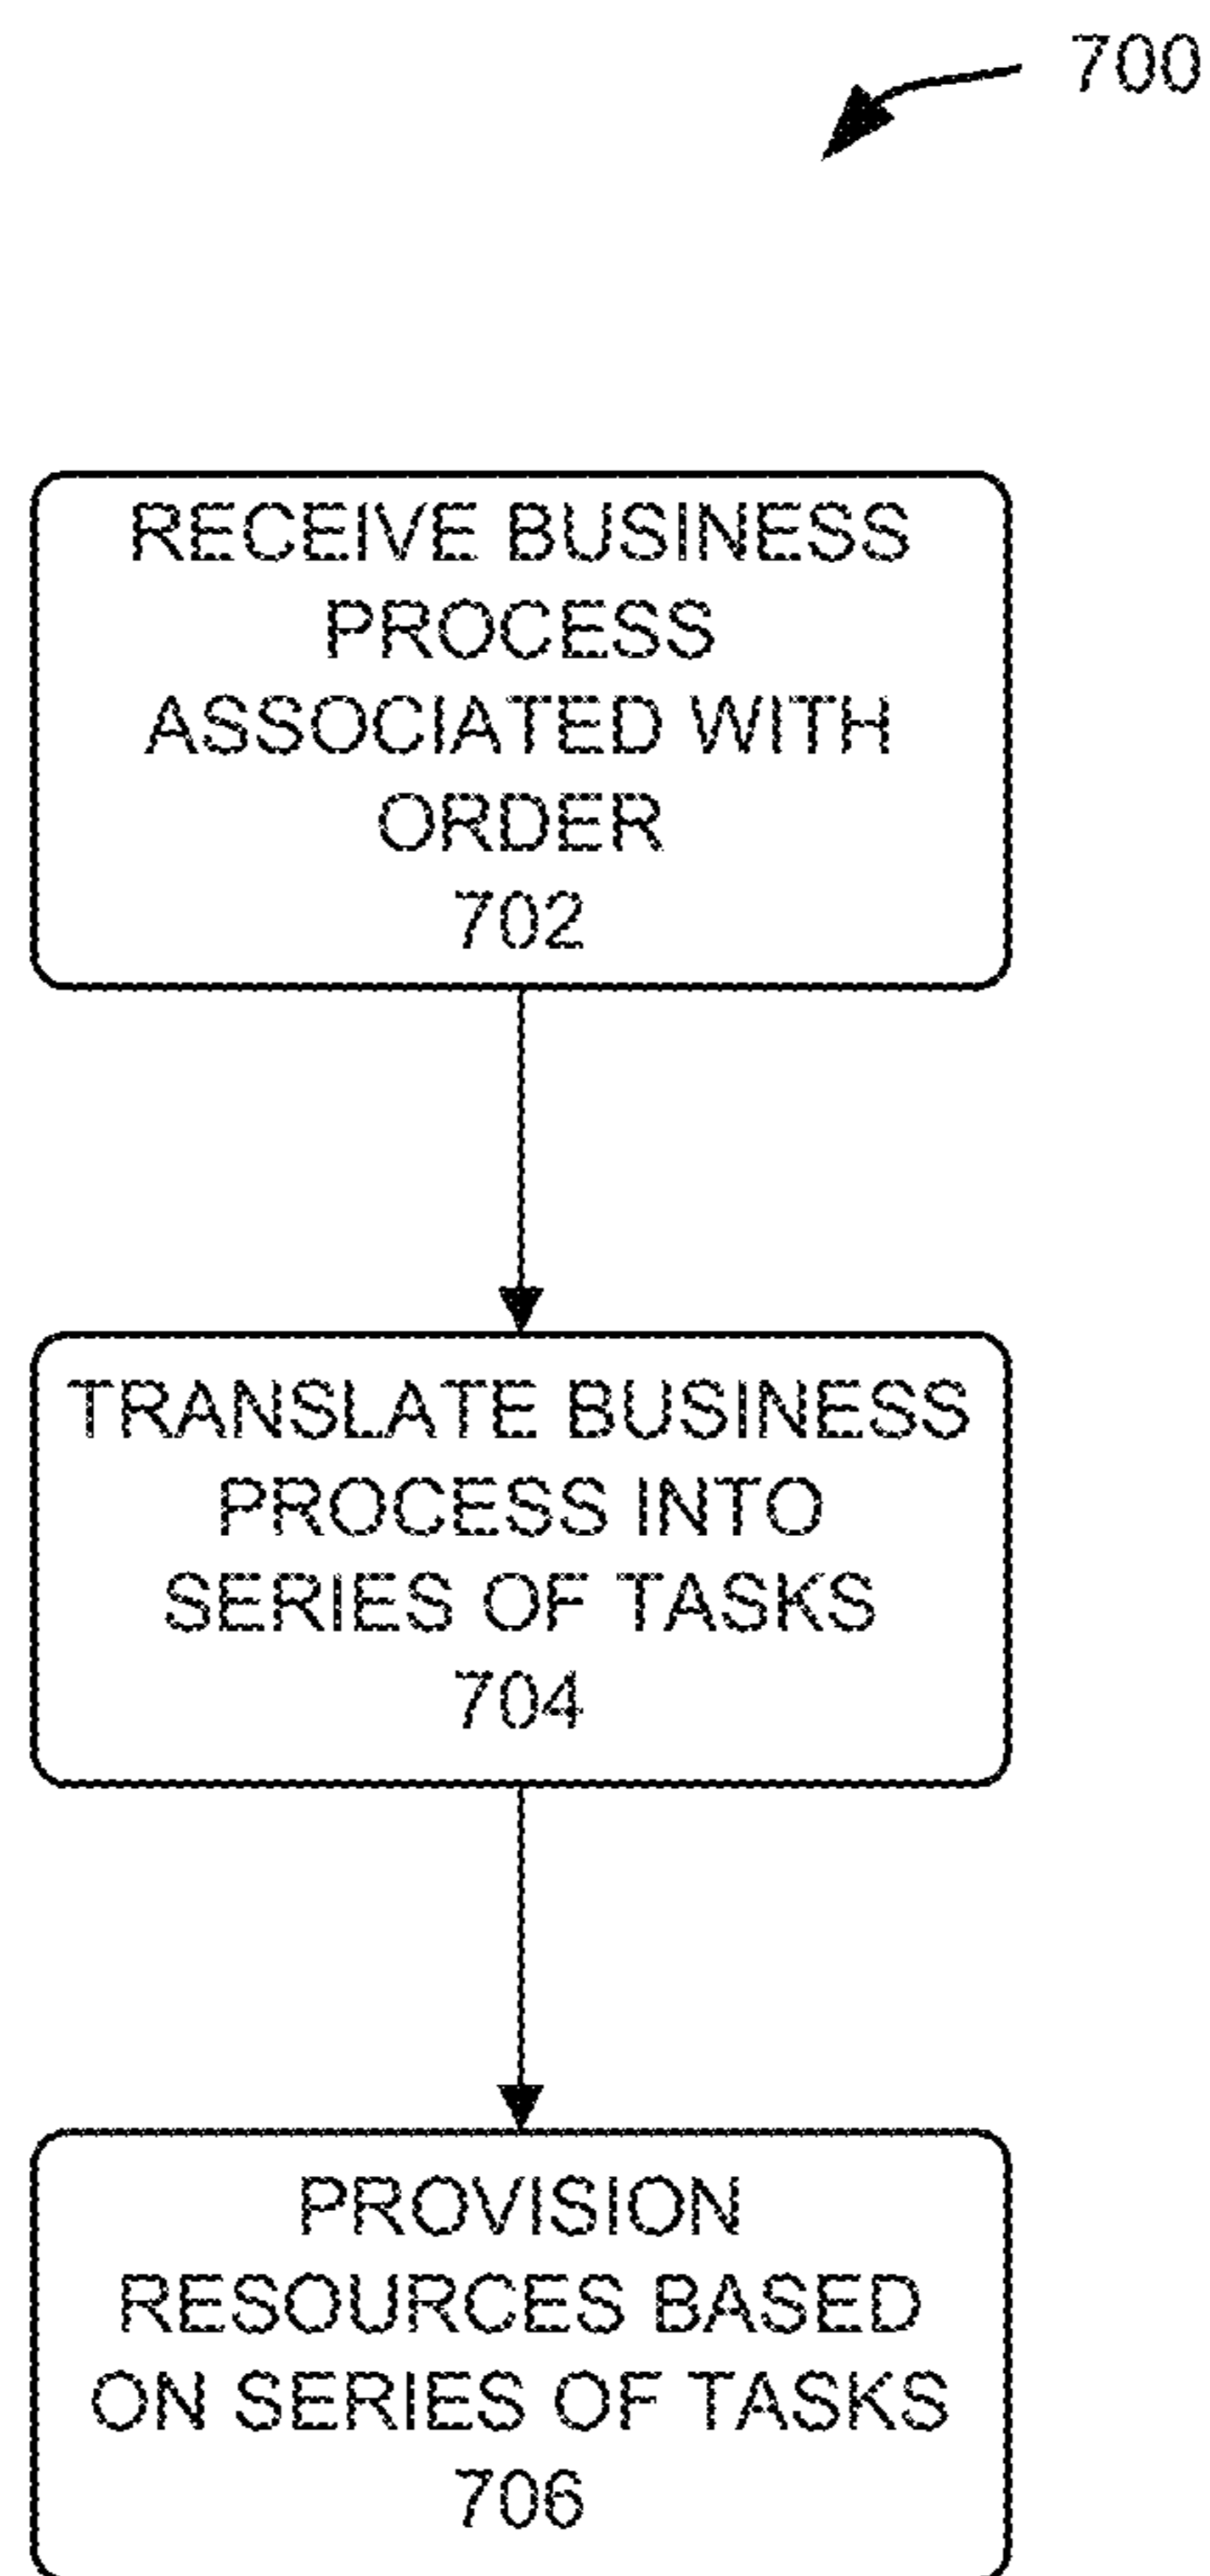 700
RECEIVE BUSINESS
PROCESS
ASSOCIATED WITH
ORDER
702
TRANSLATE BUSINESS
PROCESS INTO
SERIES OF TASKS
704
PROVISION
RESOURCES BASED
ON SERIES OF TASKS
706